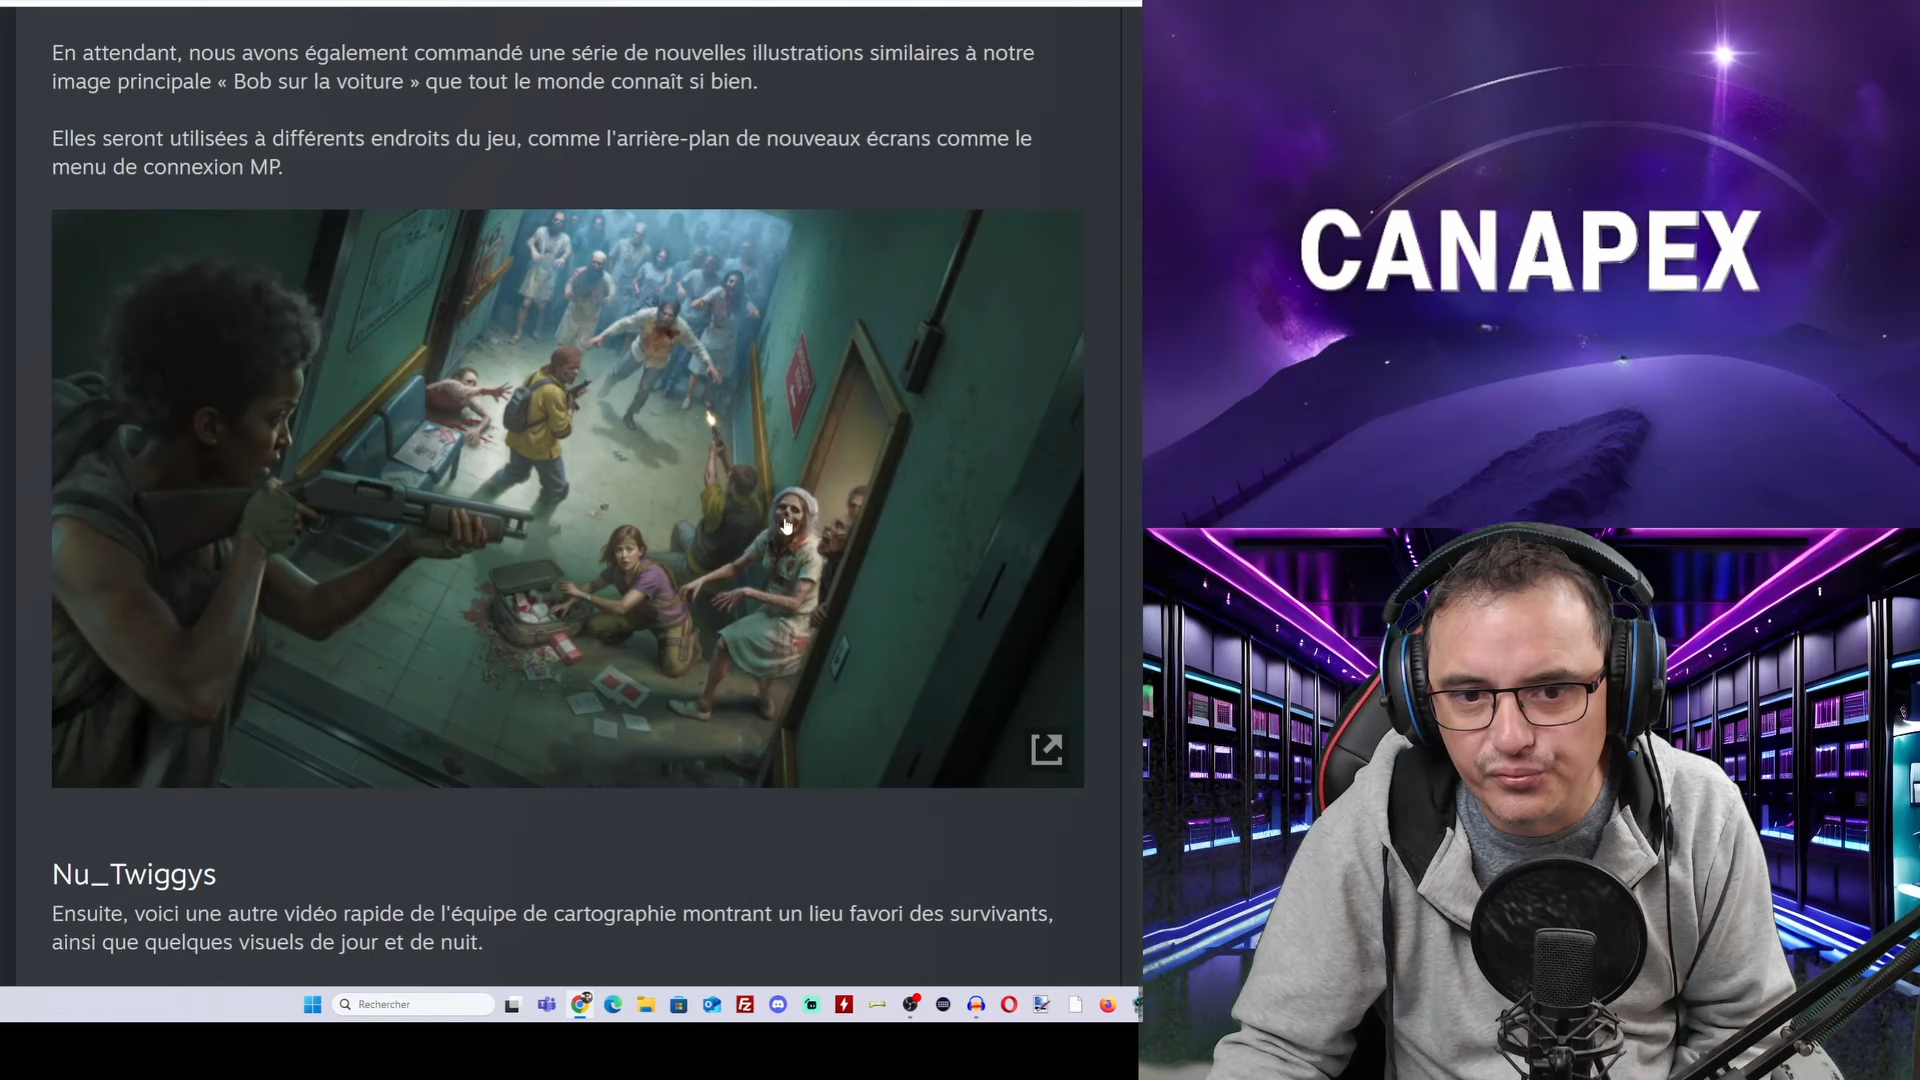 En attendant, nous avons également commandé une série de nouvelles illustrations similaires à notre
image principale « Bob sur la voiture » que tout le monde connaît si bien.
Elles seront utilisées à différents endroits du jeu, comme l'arrière-plan de nouveaux écrans comme le
menu de connexion MP.
Nu_Twiggys
Ensuite, voici une autre vidéo rapide de l'équipe de cartographie montrant un lieu favori des survivants,
ainsi que quelques visuels de jour et de nuit.
Rechercher
CANAPEX